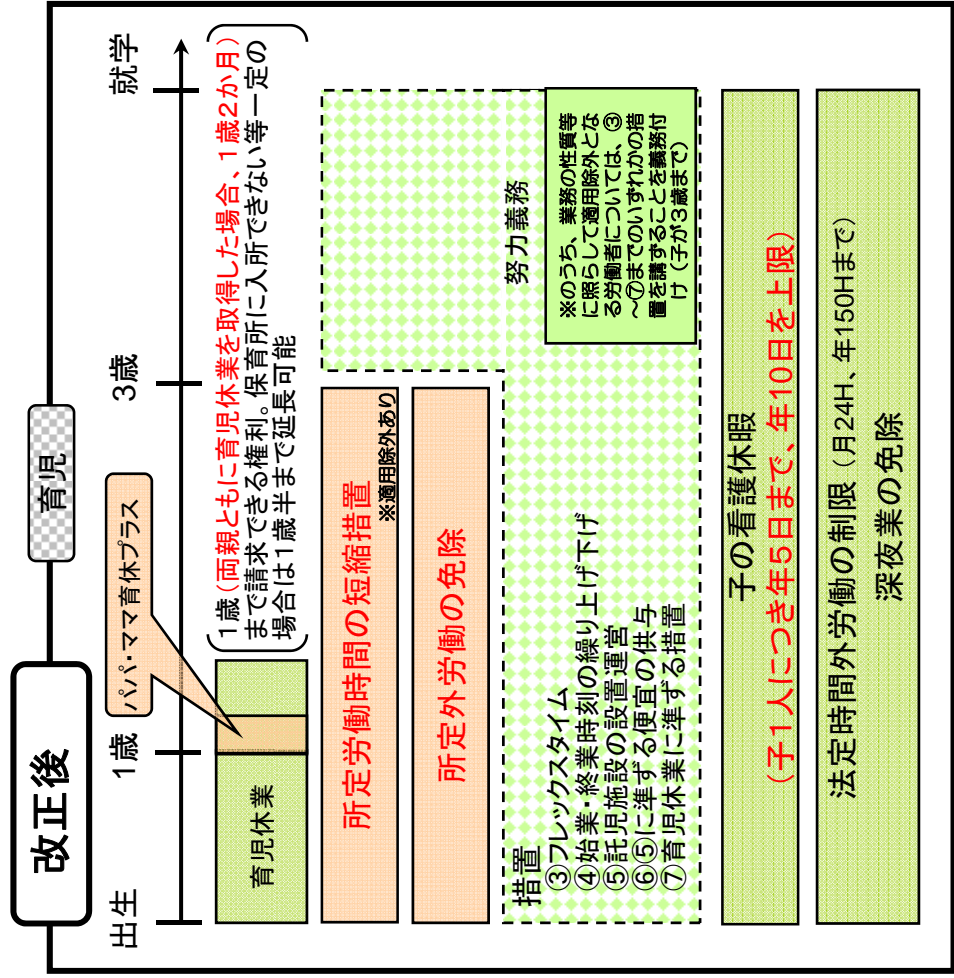 改正後
育児
出生
1歳
3歳
就学
パパ・ママ育休プラス
育児休業
1歳(両親ともに育児休業を取得した場合、1歳2か月)
まで請求できる権利。保育所に入所できない等一定の
場合は1歳半まで延長可能
所定労働時間の短縮措置
※適用除外あり
所定外労働の免除
努力義務
措置
③フレックスタイム
④始業・終業時刻の繰り上げ下げ
⑤託児施設の設置運営
⑥⑤に準ずる便宜の供与
⑦育児休業に準ずる措置
※のうち、業務の性質等
に照らして適用除外とな
る労働者については、③
~⑦までのいずれかの措
置を講ずることを義務付
け(子が3歳まで)
子の看護休暇
(子1人につき年5日まで、年10日を上限)
法定時間外労働の制限(月24H、年150Hまで)
深夜業の免除